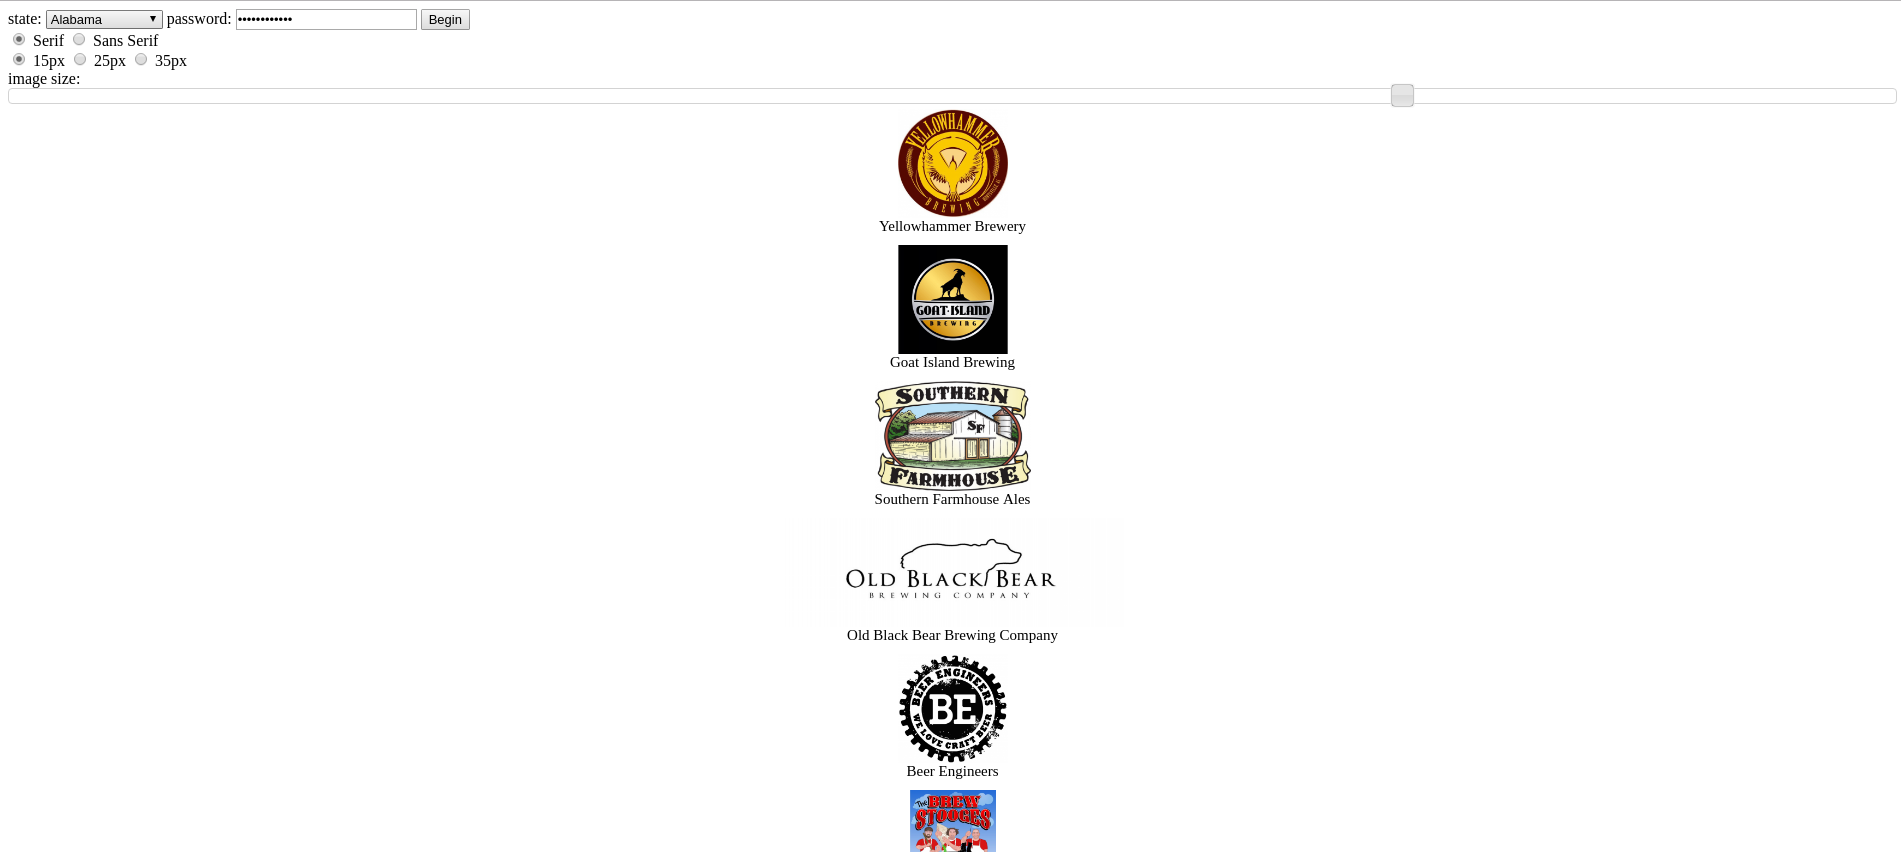 state: Alabama password: •••••••••••• Begin
Serif Sans Serif
15px 25px 35px
image size:
YELLOWHAMMER
BREWING
Yellowhammer Brewery
GOAT·ISLAND
BREWING
Goat Island Brewing
SOUTHERN
SF
FARMHOUSE
Southern Farmhouse Ales
OLD BLACK BEAR
BREWING COMPANY
Old Black Bear Brewing Company
BEER ENGINEERS
BE
WE LOVE CRAFT BEER
Beer Engineers
The BREW
STOOGES